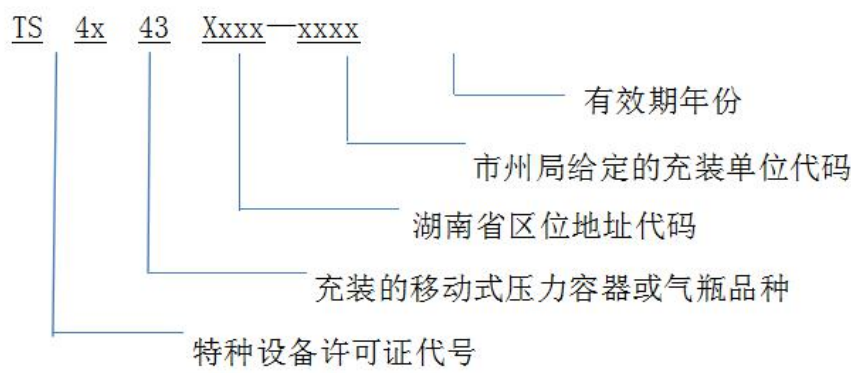 TS 4x 43 Xxxx—xxxx
有效期年份
市州局给定的充装单位代码
湖南省区位地址代码
充装的移动式压力容器或气瓶品种
特种设备许可证代号